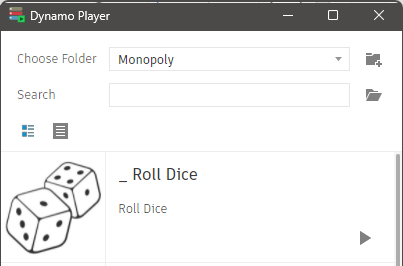 Dynamo Player
Choose Folder Monopoly
Search
_ Roll Dice
Roll Dice